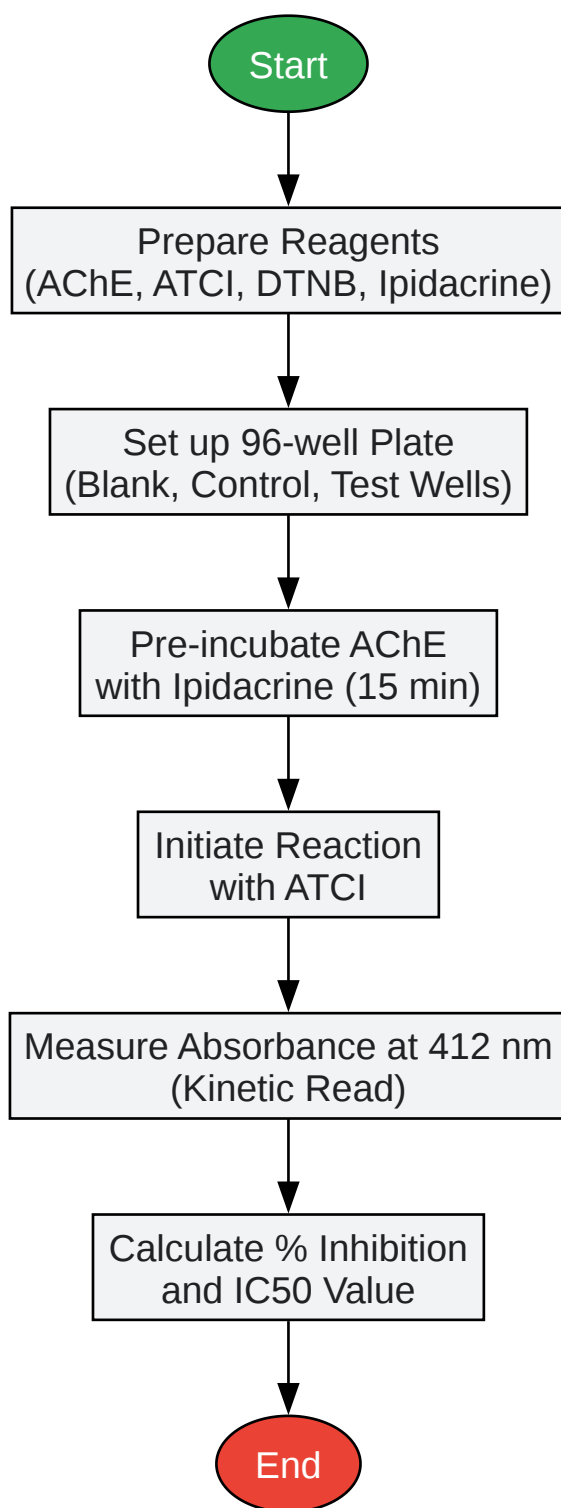 Start
Prepare Reagents
(AChE, ATCI, DTNB, Ipidacrine)
Set up 96-well Plate
(Blank, Control, Test Wells)
Pre-incubate AChE
with Ipidacrine (15 min)
Initiate Reaction
with ATCI
Measure Absorbance at 412 nm
(Kinetic Read)
Calculate % Inhibition
and IC50 Value
End